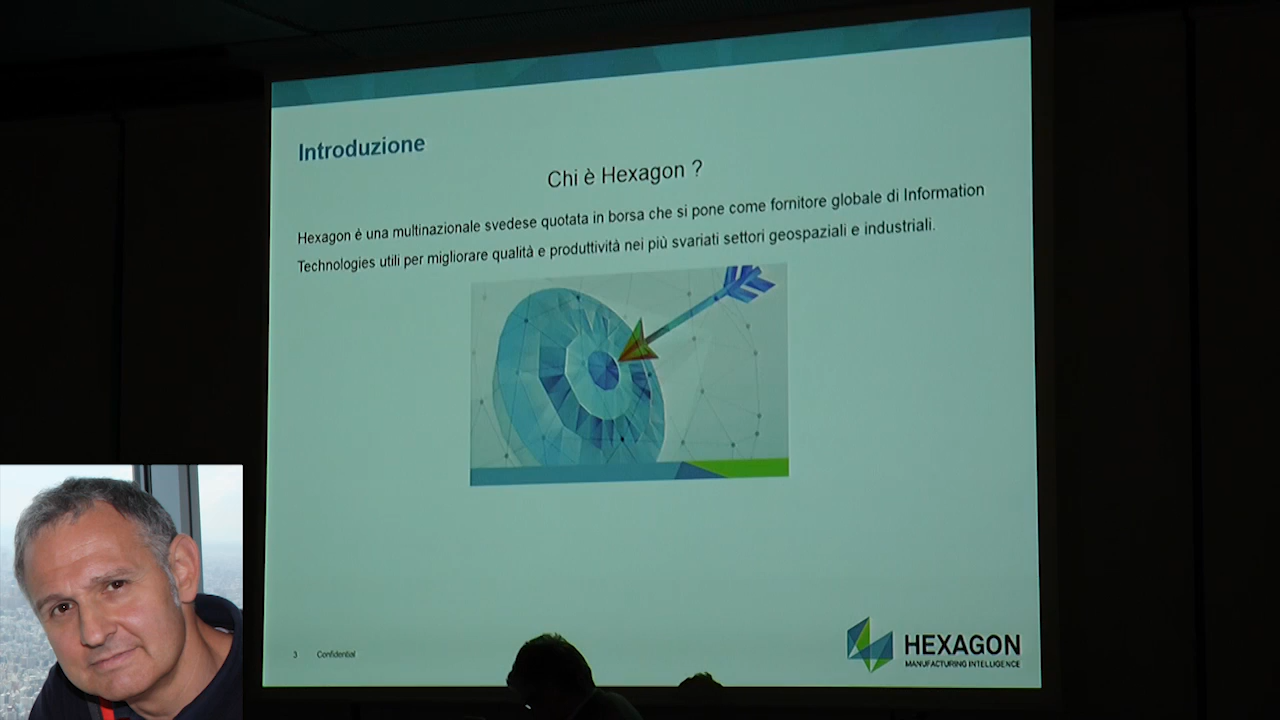 Introduzione
Chi è Hexagon ?
Hexagon è una multinazionale svedese quotata in borsa che si pone come fornitore globale di Information
Technologies utili per migliorare qualità e produttività nei più svariati settori geospaziali e industriali.
3 Confidential
HEXAGON
MANUFACTURING INTELLIGENCE